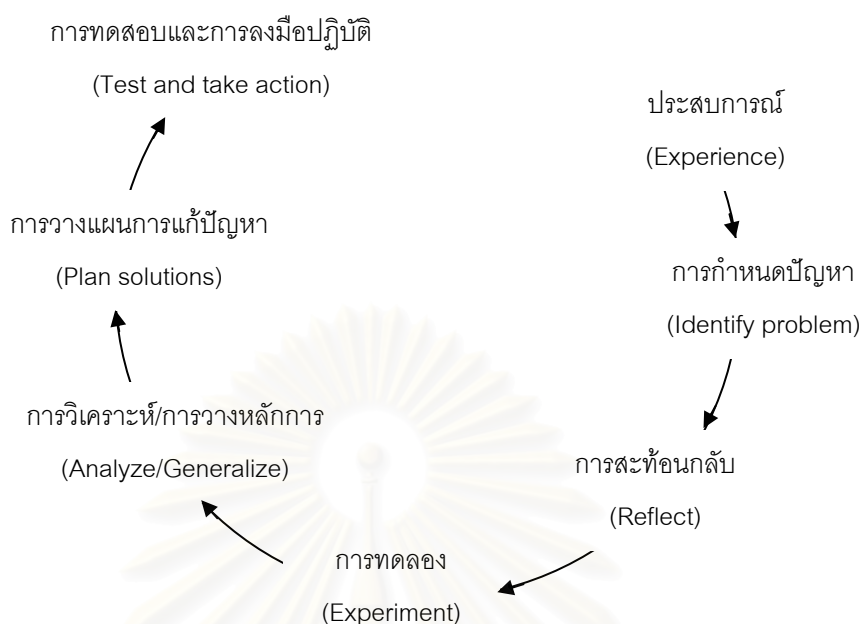 การทดสอบและการลงมือปฏิบัติ
(Test and take action)
ประสบการณ์
(Experience)
การวางแผนการแก้ปัญหา
(Plan solutions)
การกำหนดปัญหา
(Identify problem)
การวิเคราะห์/การวางหลักการ
(Analyze/Generalize)
การสะท้อนกลับ
(Reflect)
การทดลอง
(Experiment)